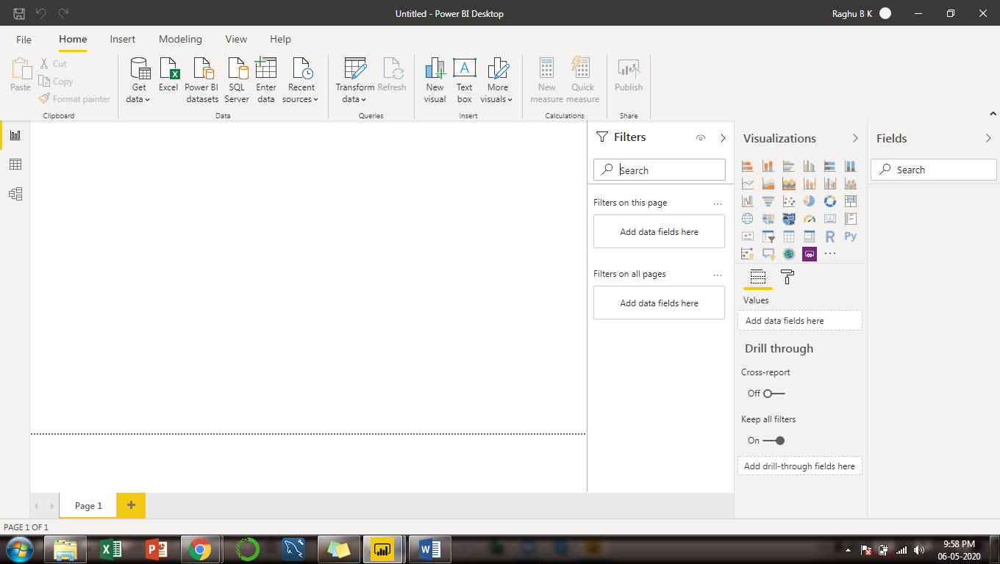 Untitled - Power BI Desktop
Raghu B K
File Home Insert Modeling View Help
Paste
Cut
Copy
Format painter
Clipboard
Get data
Excel
Power BI datasets
SQL Server
Enter data
Recent sources
Data
Transform data
Refresh
Queries
New visual
Text box
More visuals
Insert
New measure
Quick measure
Calculations
Publish
Share
Filters
Search
Filters on this page ...
Add data fields here
Filters on all pages ...
Add data fields here
Visualizations
123
R
Py
...
Values
Add data fields here
Drill through
Cross-report
Off
Keep all filters
On
Add drill-through fields here
Fields
Search
Page 1
+
PAGE 1 OF 1
9:58 PM
06-05-2020